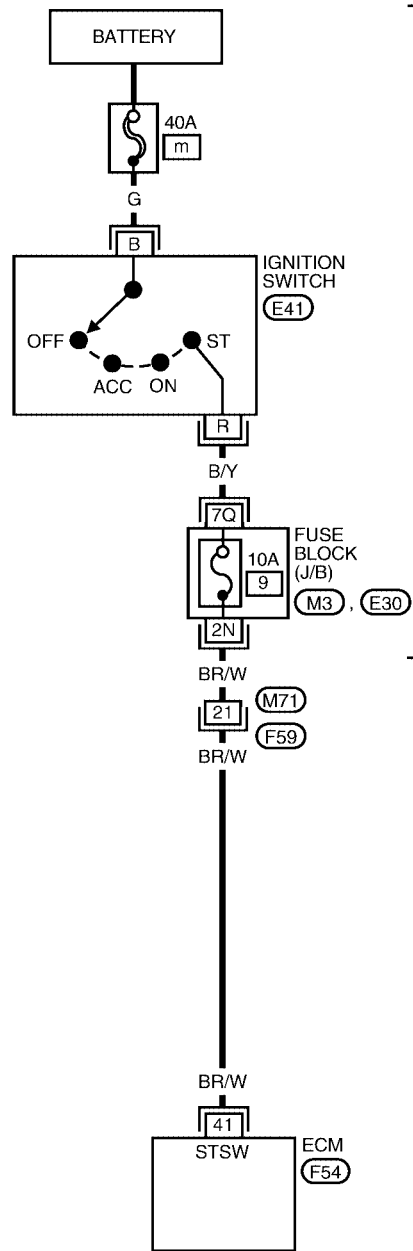 BATTERY
40A
m
G
B
IGNITION
SWITCH
E41
OFF
ST
ACC
ON
R
B/Y
7Q
FUSE
BLOCK
(J/B)
10A
9
M3 , E30
2N
BR/W
21
M71
F59
BR/W
BR/W
41
STSW
ECM
F54